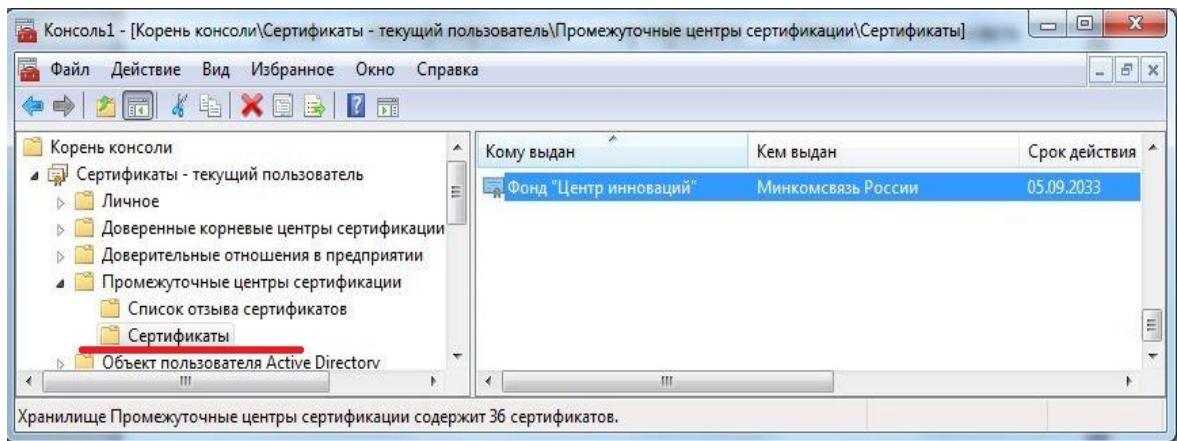 Консоль1 - [Корень консоли\Сертификаты - текущий пользователь\Промежуточные центры сертификации\Сертификаты]
Файл Действие Вид Избранное Окно Справка
Корень консоли
Сертификаты - текущий пользователь
Личное
Доверенные корневые центры сертификации
Доверительные отношения в предприятии
Промежуточные центры сертификации
Список отзыва сертификатов
Сертификаты
Объект пользователя Active Directory
Кому выдан Кем выдан Срок действия
Фонд "Центр инноваций" Минкомсвязь России 05.09.2033
Хранилище Промежуточные центры сертификации содержит 36 сертификатов.